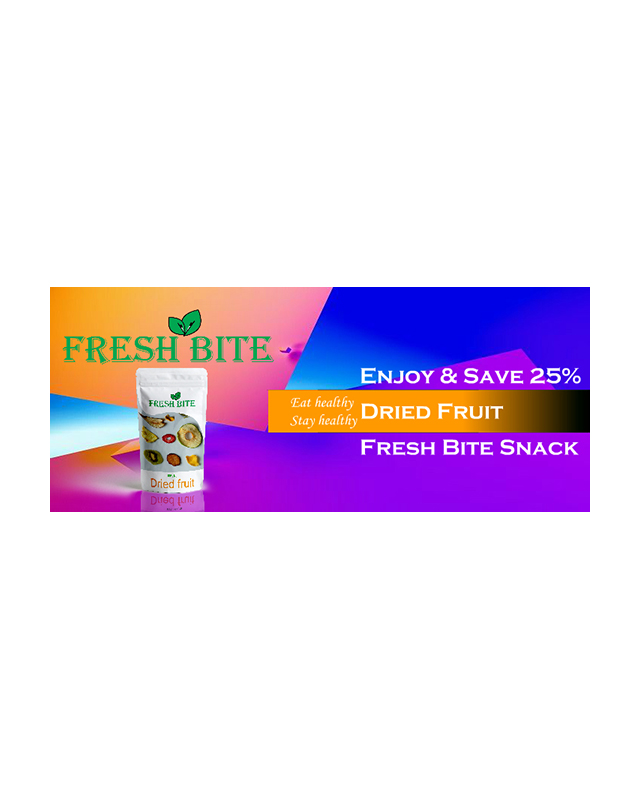 FRESH BITE
FRESH BITE
Dried fruit
Eat healthy
Stay healthy
Enjoy & Save 25%
Dried Fruit
Fresh Bite Snack